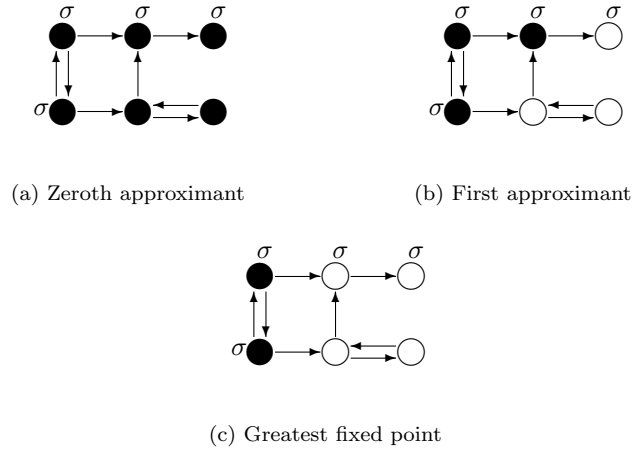 σ σ σ
σ
σ σ σ
σ
(a) Zeroth approximant
(b) First approximant
σ σ σ
σ
(c) Greatest fixed point